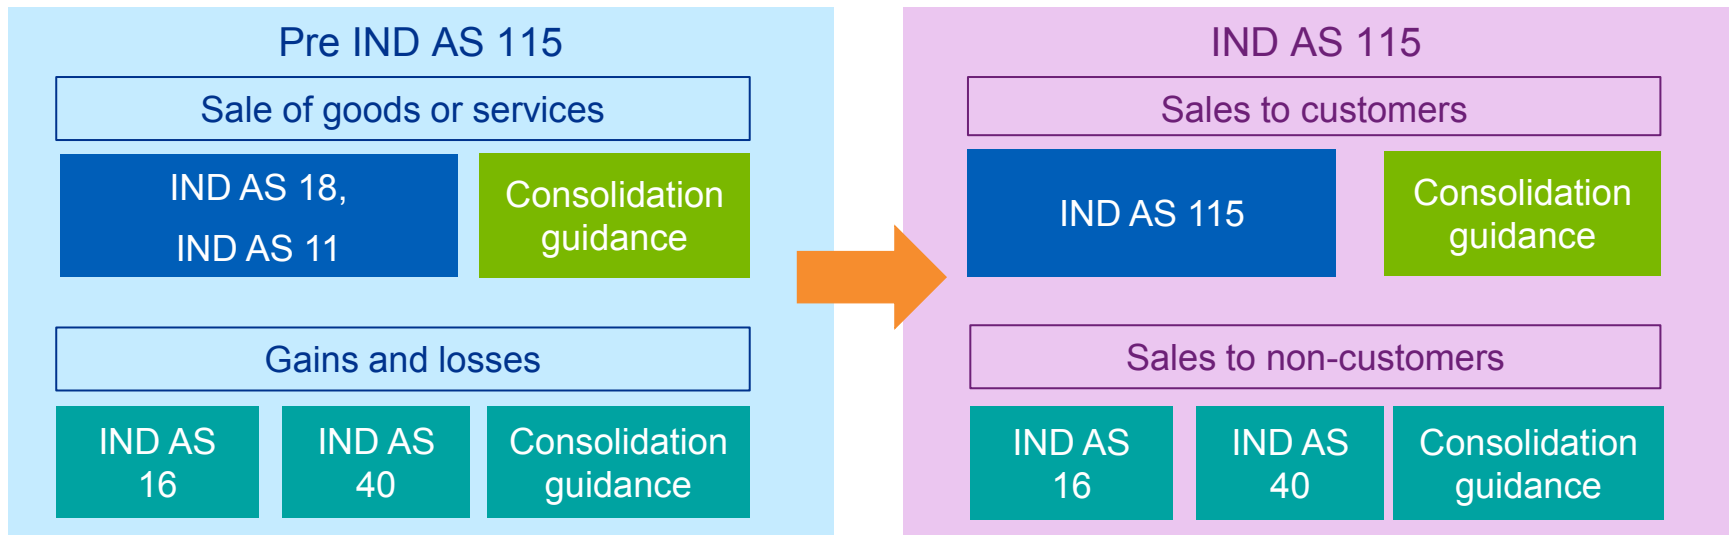 Pre IND AS 115
Sale of goods or services
IND AS 18,
IND AS 11
Consolidation
guidance
Gains and losses
IND AS
16
IND AS
40
Consolidation
guidance
IND AS 115
Sales to customers
IND AS 115
Consolidation
guidance
Sales to non-customers
IND AS
16
IND AS
40
Consolidation
guidance